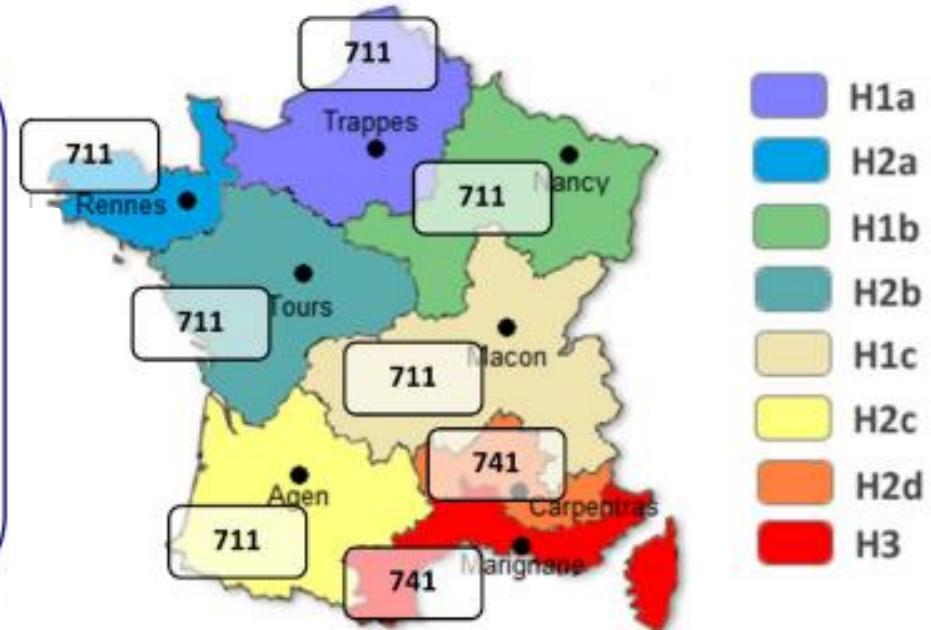 711
Trappes
H1a
711
Rennes
H2a
711
Nancy
H1b
711
Tours
H2b
711
Macon
H1c
H2c
741
Carpentras
H2d
Agen
711
741
Marignane
H3